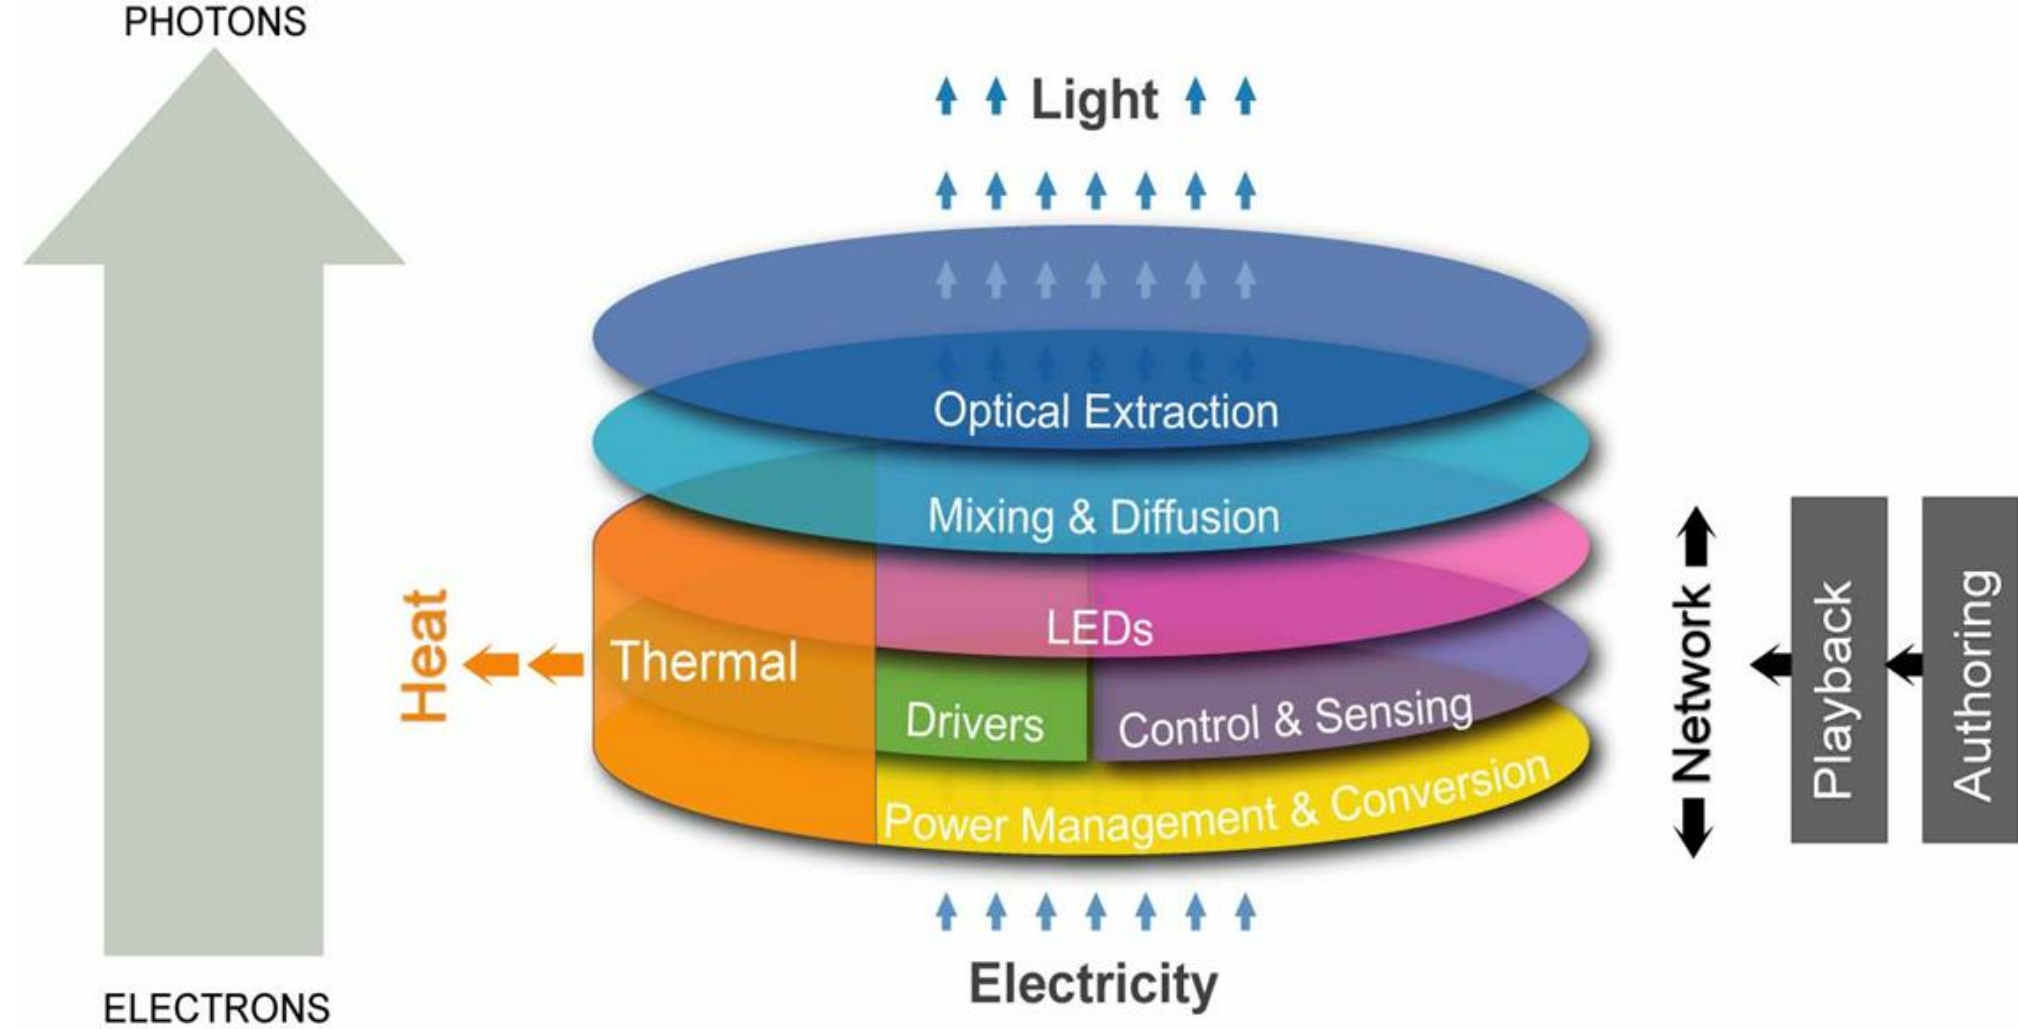 PHOTONS
Light
Optical Extraction
Mixing & Diffusion
LEDs
Thermal
Heat
Drivers
Control & Sensing
Power Management & Conversion
Network
Playback
Authoring
Electricity
ELECTRONS